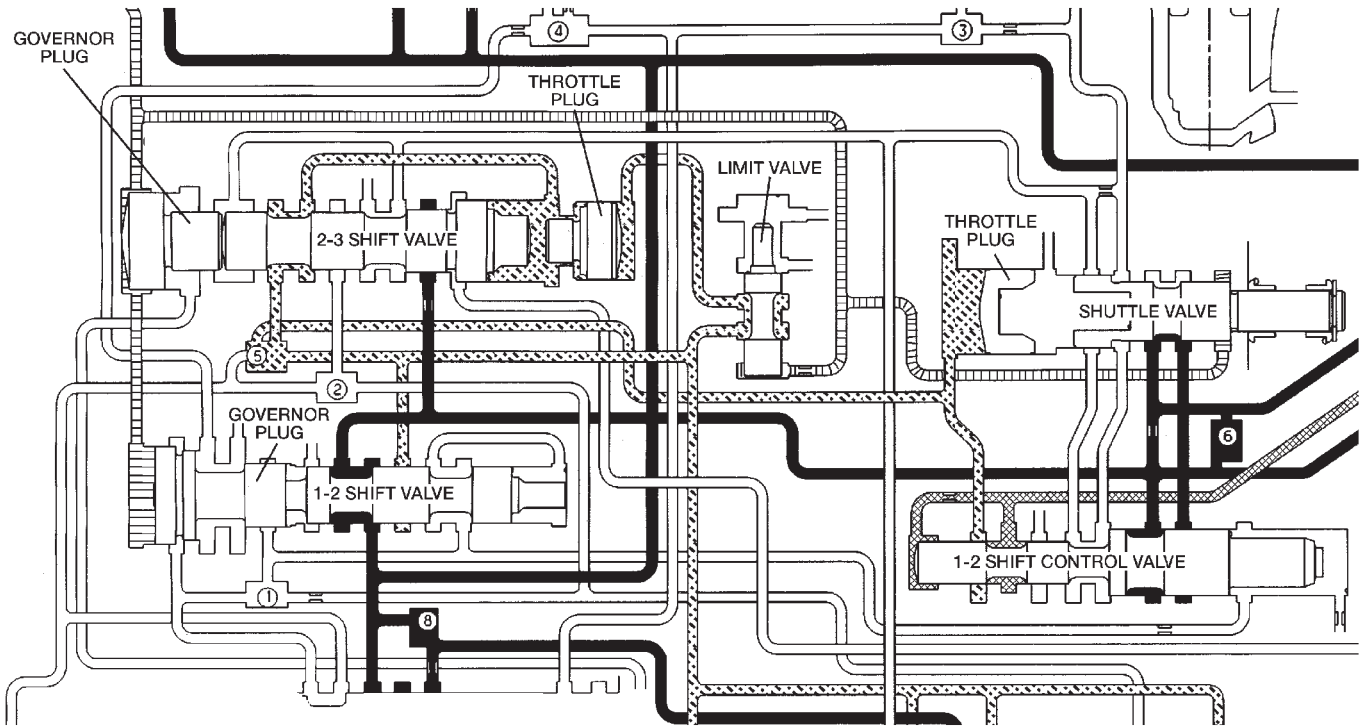 4
3
GOVERNOR
PLUG
THROTTLE
PLUG
LIMIT VALVE
THROTTLE
PLUG
2-3 SHIFT VALVE
SHUTTLE VALVE
5
2
GOVERNOR
PLUG
6
1-2 SHIFT VALVE
1-2 SHIFT CONTROL VALVE
1
8